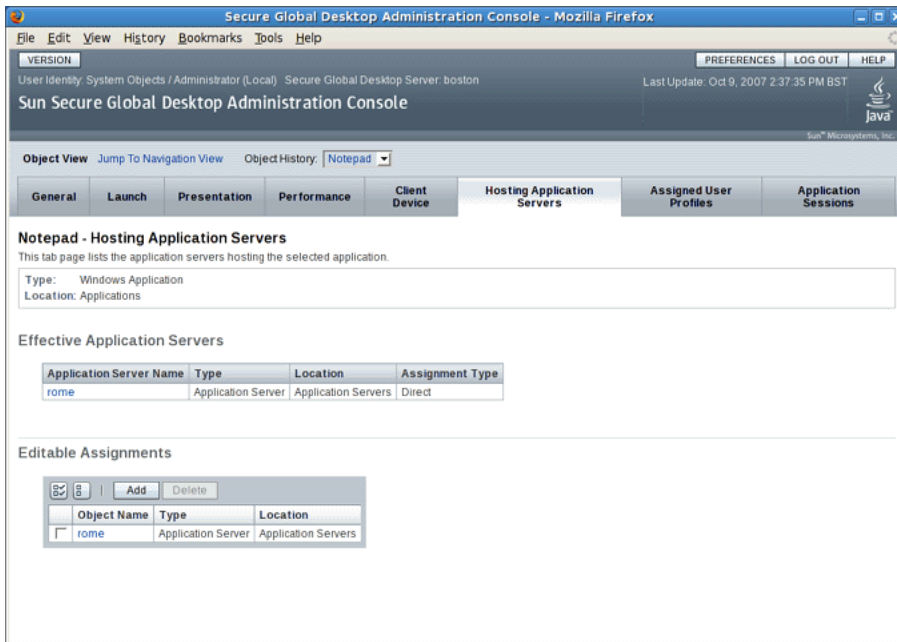 Secure Global Desktop Administration Console - Mozilla Firefox
File Edit View History Bookmarks Tools Help
VERSION PREFERENCES LOG OUT HELP
User Identity: System Objects / Administrator (Local) Secure Global Desktop Server: boston Last Update: Oct 9, 2007 2:37:35 PM BST
Sun Secure Global Desktop Administration Console
Java
Sun™ Microsystems, Inc.
Object View Jump To Navigation View Object History: Notepad
General Launch Presentation Performance Client Device Hosting Application Servers Assigned User Profiles Application Sessions
Notepad - Hosting Application Servers
This tab page lists the application servers hosting the selected application.
Type: Windows Application
Location: Applications
Effective Application Servers
Application Server Name Type Location Assignment Type
rome Application Server Application Servers Direct
Editable Assignments
Add Delete
Object Name Type Location
rome Application Server Application Servers